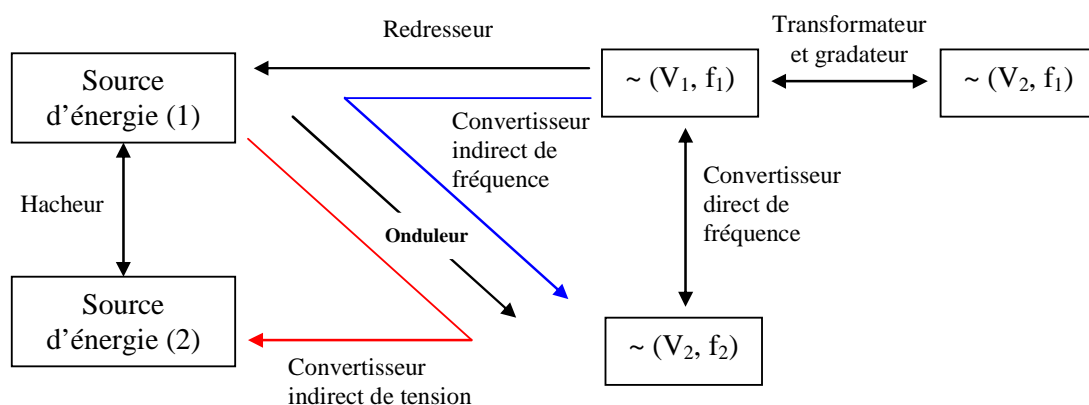 Redresseur
Transformateur
et gradateur
Source
d'énergie (1)
~ (V₁, f₁)
~ (V₂, f₁)
Convertisseur
indirect de
fréquence
Hacheur
Onduleur
Convertisseur
direct de
fréquence
Source
d'énergie (2)
~ (V₂, f₂)
Convertisseur
indirect de tension